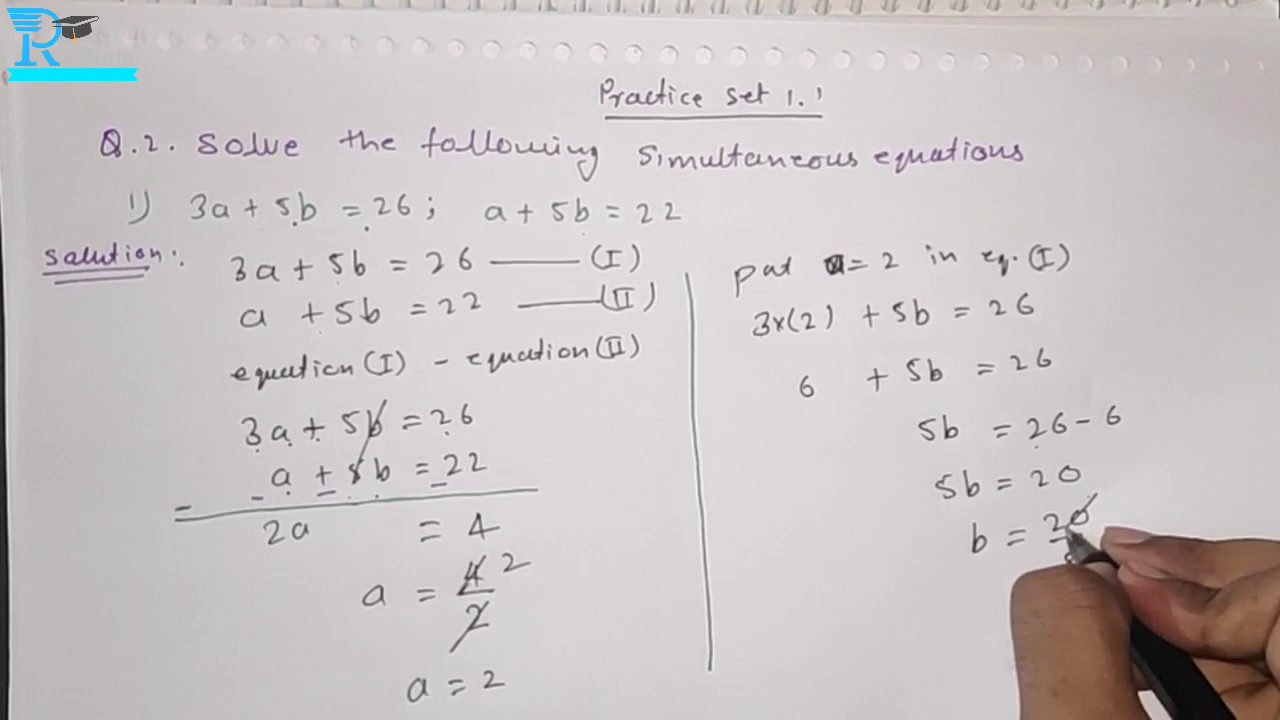 R
Practice set 1.1
Q.2. Solve the following simultaneous equations
1) 3a + 5b = 26 ; a + 5b = 22
Solution:
3a + 5b = 26 —— (I)
a + 5b = 22 —— (II)
equation (I) - equation (II)
3a + 5b = 26
a + 5b = 22
- - -
2a = 4
a = 4/2 2
a = 2
put a = 2 in eq. (I)
3x(2) + 5b = 26
6 + 5b = 26
5b = 26 - 6
5b = 20
b = 20